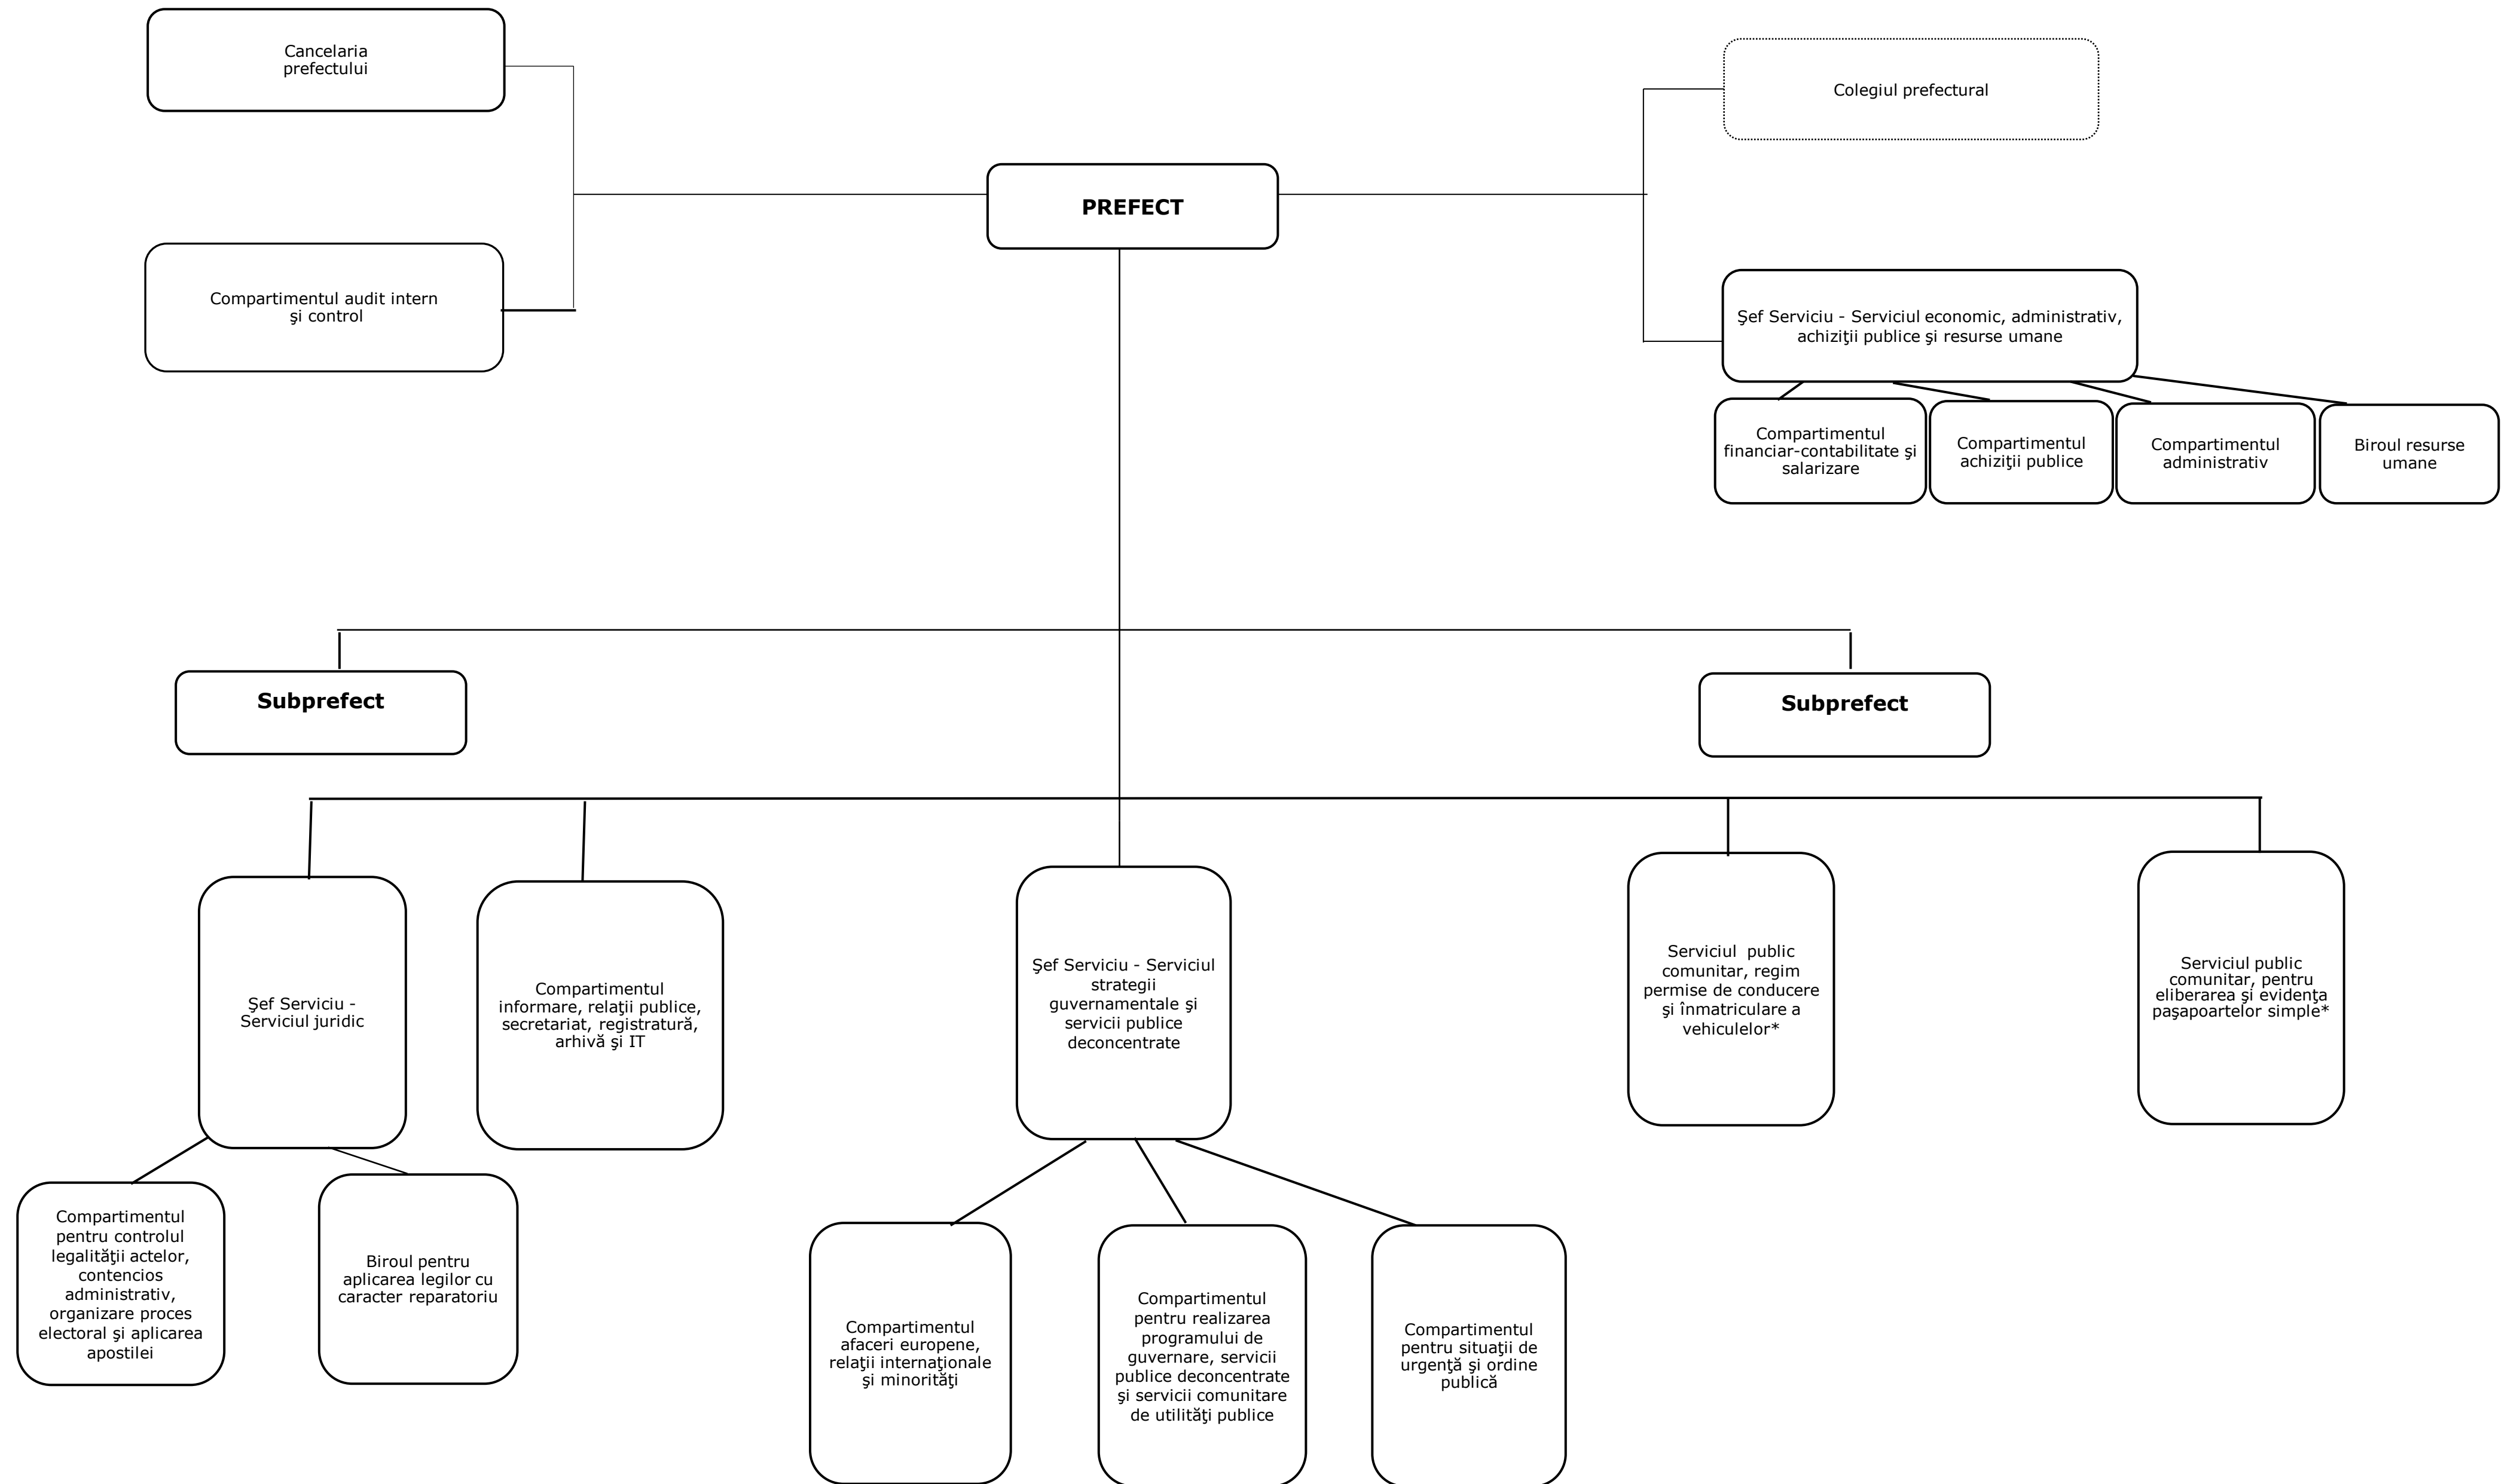 Cancelaria
prefectului
Colegiul prefectural
PREFECT
Compartimentul audit intern
şi control
Şef Serviciu - Serviciul economic, administrativ,
achiziţii publice şi resurse umane
Compartimentul
financiar-contabilitate şi
salarizare
Compartimentul
achiziţii publice
Compartimentul
administrativ
Biroul resurse
umane
Subprefect
Subprefect
Şef Serviciu -
Serviciul juridic
Compartimentul
informare, relaţii publice,
secretariat, registratură,
arhivă şi IT
Şef Serviciu - Serviciul
strategii
guvernamentale şi
servicii publice
deconcentrate
Serviciul  public
comunitar, regim
permise de conducere
şi înmatriculare a
vehiculelor*
Serviciul public
comunitar, pentru
eliberarea şi evidenţa
paşapoartelor simple*
Compartimentul
pentru controlul
legalităţii actelor,
contencios
administrativ,
organizare proces
electoral şi aplicarea
apostilei
Biroul pentru
aplicarea legilor cu
caracter reparatoriu
Compartimentul
afaceri europene,
relaţii internaţionale
şi minorităţi
Compartimentul
pentru realizarea
programului de
guvernare, servicii
publice deconcentrate
şi servicii comunitare
de utilităţi publice
Compartimentul
pentru situaţii de
urgenţă şi ordine
publică